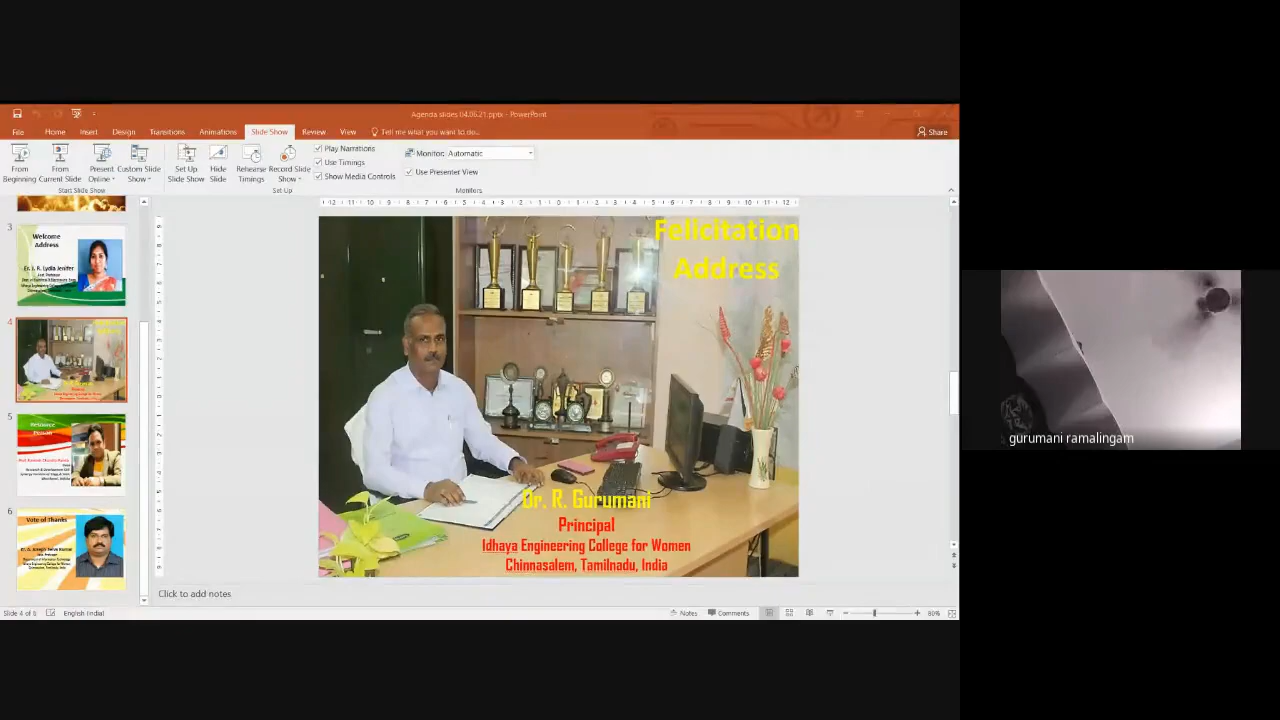 Agenda slides 04.06.21.pptx - PowerPoint
File Home Insert Design Transitions Animations Slide Show Review View Tell me what you want to do... Share
From Beginning
From Current Slide
Present Online
Custom Slide Show
Set Up Slide Show
Hide Slide
Rehearse Timings
Record Slide Show
Play Narrations
Use Timings
Show Media Controls
Monitor: Automatic
Use Presenter View
Start Slide Show
Set Up
Monitors
3
Welcome
Address
4
5
Resource
Person
6
Vote of Thanks
Felicitation
Address
Dr. R. Gurumani
Principal
Idhaya Engineering College for Women
Chinnasalem, Tamilnadu, India
Click to add notes
Slide 4 of 6 English (India) Notes Comments 80%
gurumani ramalingam